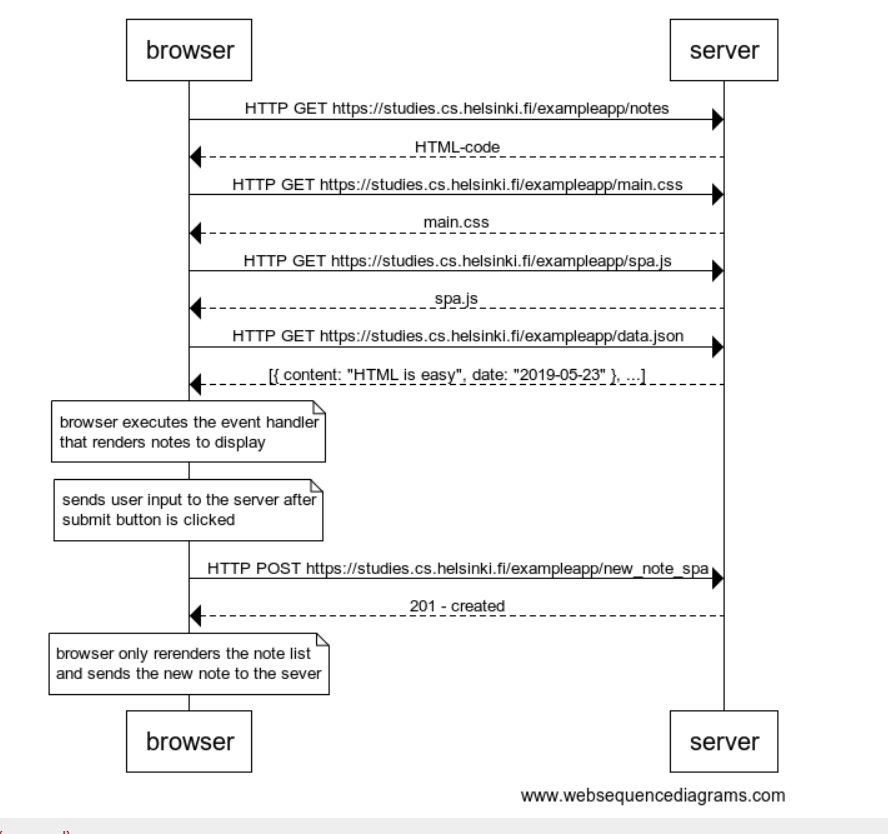 browser
server
HTTP GET https://studies.cs.helsinki.fi/exampleapp/notes
HTML-code
HTTP GET https://studies.cs.helsinki.fi/exampleapp/main.css
main.css
HTTP GET https://studies.cs.helsinki.fi/exampleapp/spa.js
spa.js
HTTP GET https://studies.cs.helsinki.fi/exampleapp/data.json
[{ content: "HTML is easy", date: "2019-05-23" }, ...]
browser executes the event handler
that renders notes to display
sends user input to the server after
submit button is clicked
HTTP POST https://studies.cs.helsinki.fi/exampleapp/new_note_spa
201 - created
browser only rerenders the note list
and sends the new note to the sever
browser
server
www.websequencediagrams.com